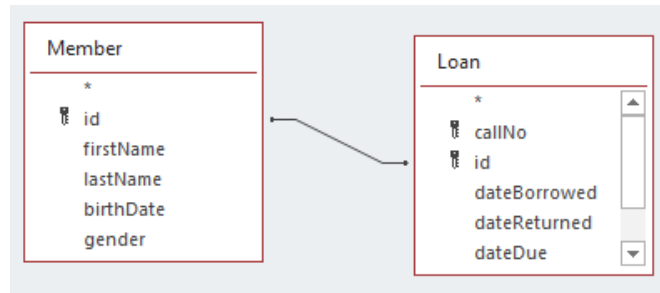 Member
*
id
firstName
lastName
birthDate
gender
Loan
*
callNo
id
dateBorrowed
dateReturned
dateDue